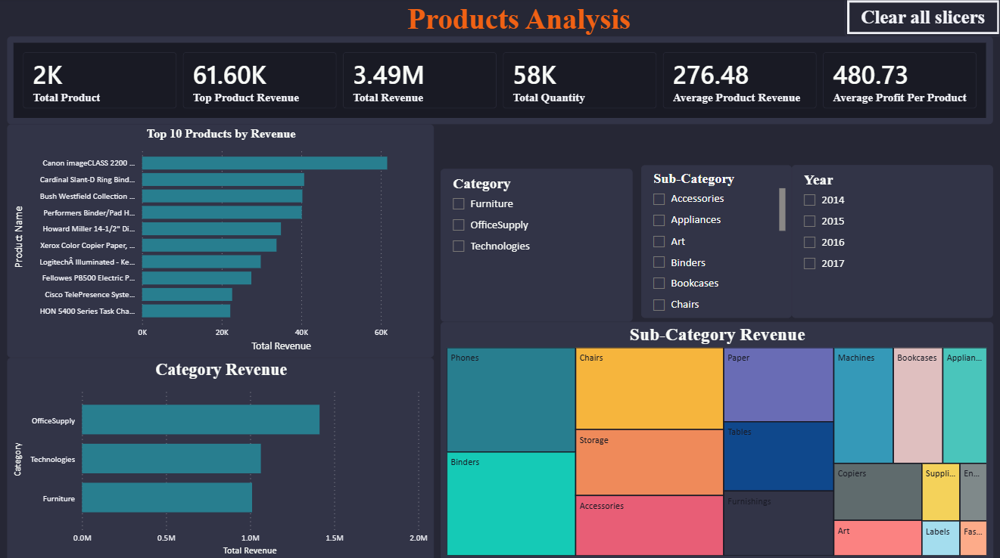 Products Analysis
Clear all slicers
2K
Total Product
61.60K
Top Product Revenue
3.49M
Total Revenue
58K
Total Quantity
276.48
Average Product Revenue
480.73
Average Profit Per Product
Top 10 Products by Revenue
Product Name
Canon imageCLASS 2200 ...
Cardinal Slant-D Ring Bind...
Bush Westfield Collection ...
Performers Binder/Pad H...
Howard Miller 14-1/2" Di...
Xerox Color Copier Paper, ...
LogitechÂ Illuminated - Ke...
Fellowes PB500 Electric P...
Cisco TelePresence Syste...
HON 5400 Series Task Cha...
0K 20K 40K 60K
Total Revenue
Category
Furniture
OfficeSupply
Technologies
Sub-Category
Accessories
Appliances
Art
Binders
Bookcases
Chairs
Year
2014
2015
2016
2017
Category Revenue
Category
OfficeSupply
Technologies
Furniture
0.0M 0.5M 1.0M 1.5M 2.0M
Total Revenue
Sub-Category Revenue
Phones
Binders
Chairs
Storage
Accessories
Paper
Tables
Furnishings
Machines
Bookcases
Applian...
Copiers
Suppli...
En...
Art
Labels
Fas...